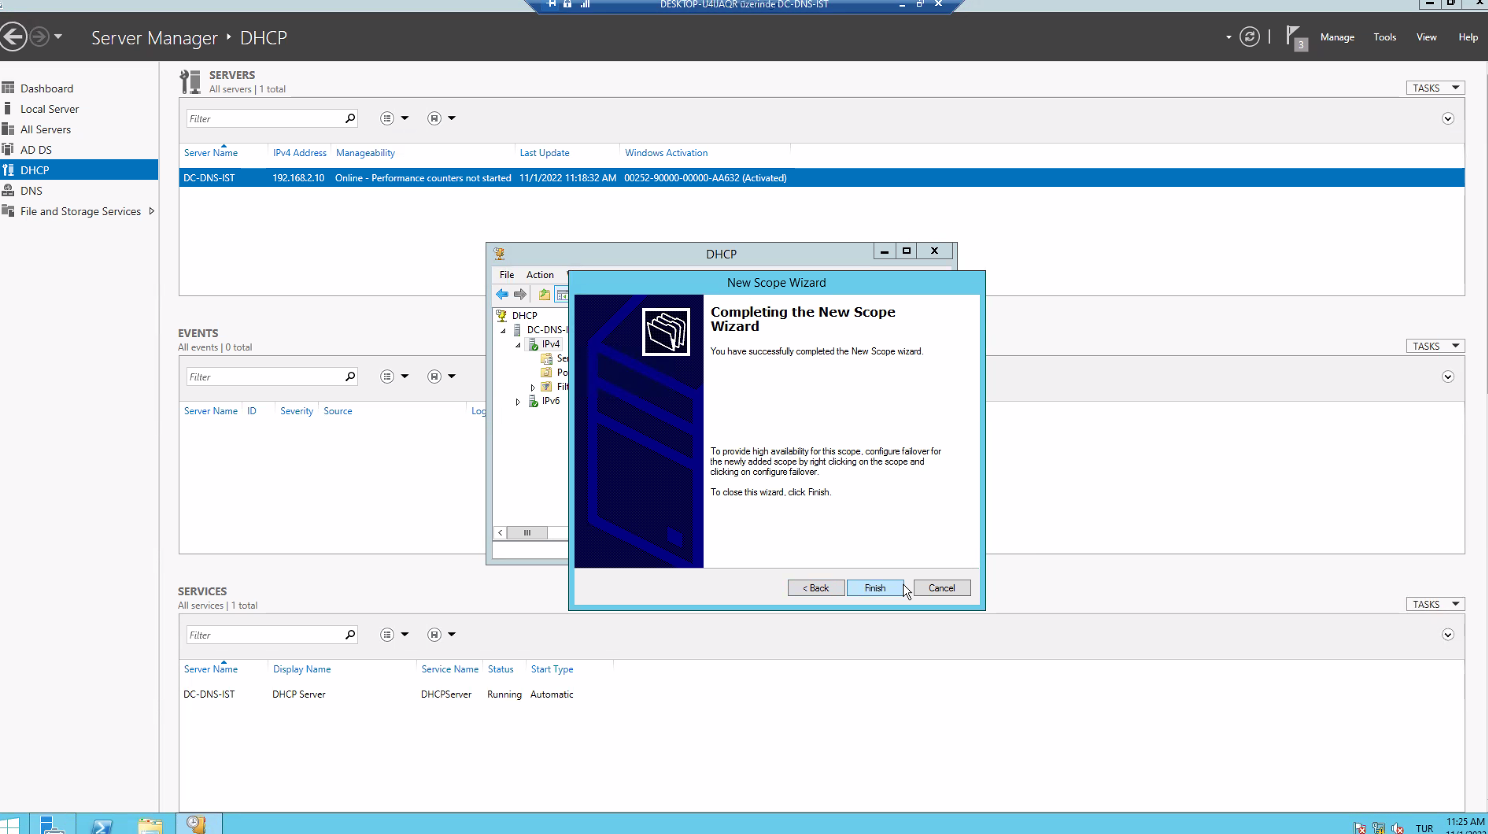 DESKTOP-U4UAQR üzerinde DC-DNS-IST
Server Manager DHCP
3
Manage
Tools
View
Help
Dashboard
Local Server
All Servers
AD DS
DHCP
DNS
File and Storage Services
SERVERS
All servers | 1 total
TASKS
Filter
Server Name IPv4 Address Manageability Last Update Windows Activation
DC-DNS-IST 192.168.2.10 Online - Performance counters not started 11/1/2022 11:18:32 AM 00252-90000-00000-AA632 (Activated)
EVENTS
All events | 0 total
TASKS
Filter
Server Name ID Severity Source Log
DHCP
File Action
DHCP
DC-DNS-I
IPv4
Se
Po
Filt
IPv6
New Scope Wizard
Completing the New Scope
Wizard
You have successfully completed the New Scope wizard.
To provide high availability for this scope, configure failover for
the newly added scope by right clicking on the scope and
clicking on configure failover.
To close this wizard, click Finish.
< Back
Finish
Cancel
SERVICES
All services | 1 total
TASKS
Filter
Server Name Display Name Service Name Status Start Type
DC-DNS-IST DHCP Server DHCPServer Running Automatic
TUR
11:25 AM